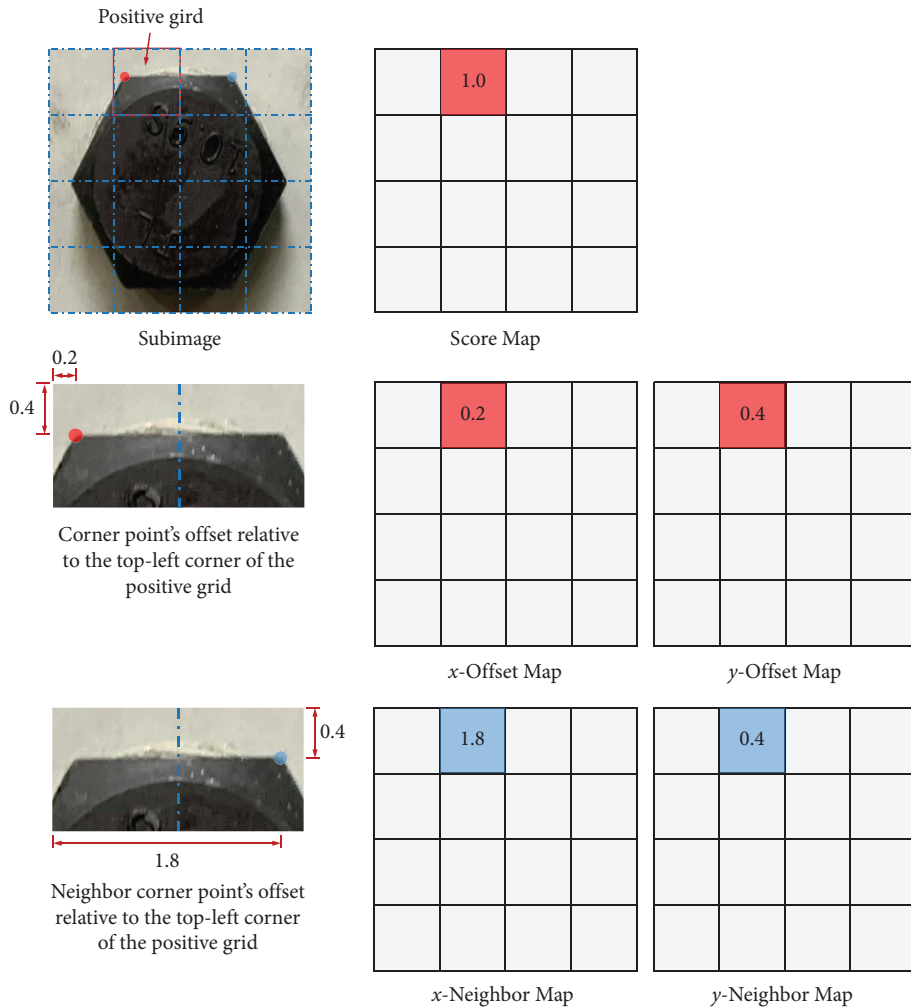 Positive gird
1.0
Subimage
Score Map
0.2
0.4
0.2
0.4
Corner point's offset relative
to the top-left corner of the
positive grid
x-Offset Map
y-Offset Map
0.4
1.8
0.4
1.8
Neighbor corner point's offset
relative to the top-left corner
of the positive grid
x-Neighbor Map
y-Neighbor Map